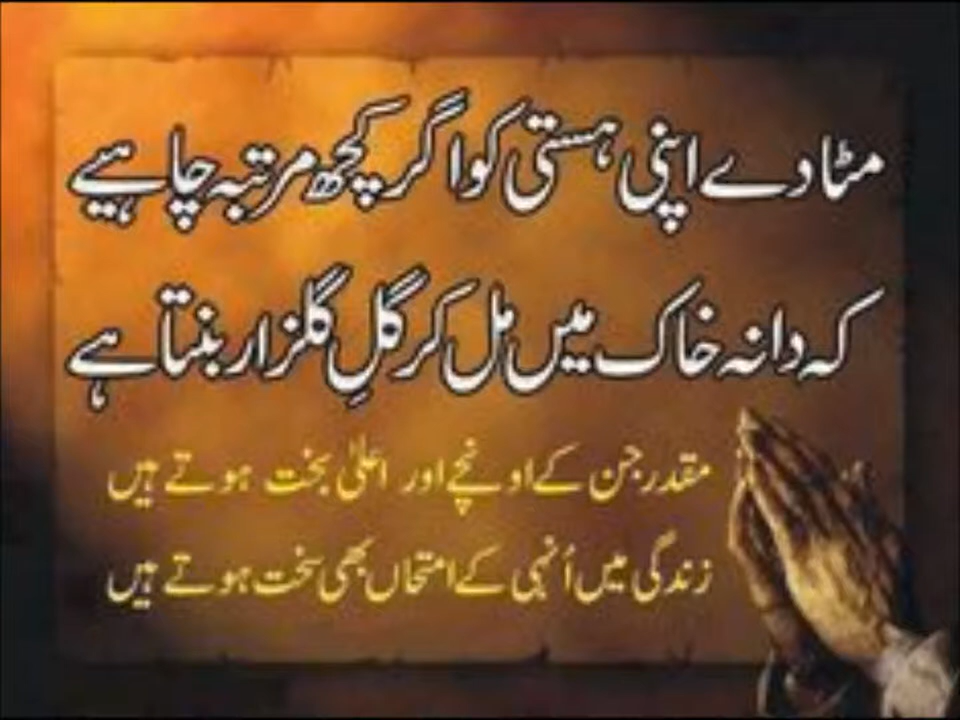 مٹا دے اپنی ہستی کو اگر کچھ مرتبہ چاہیے
کہ دانہ خاک میں مل کر گلِ گلزار بنتا ہے
مقدر جن کے اونچے اور اعلیٰ بخت ہوتے ہیں
زندگی میں اُنہی کے امتحاں بھی سخت ہوتے ہیں